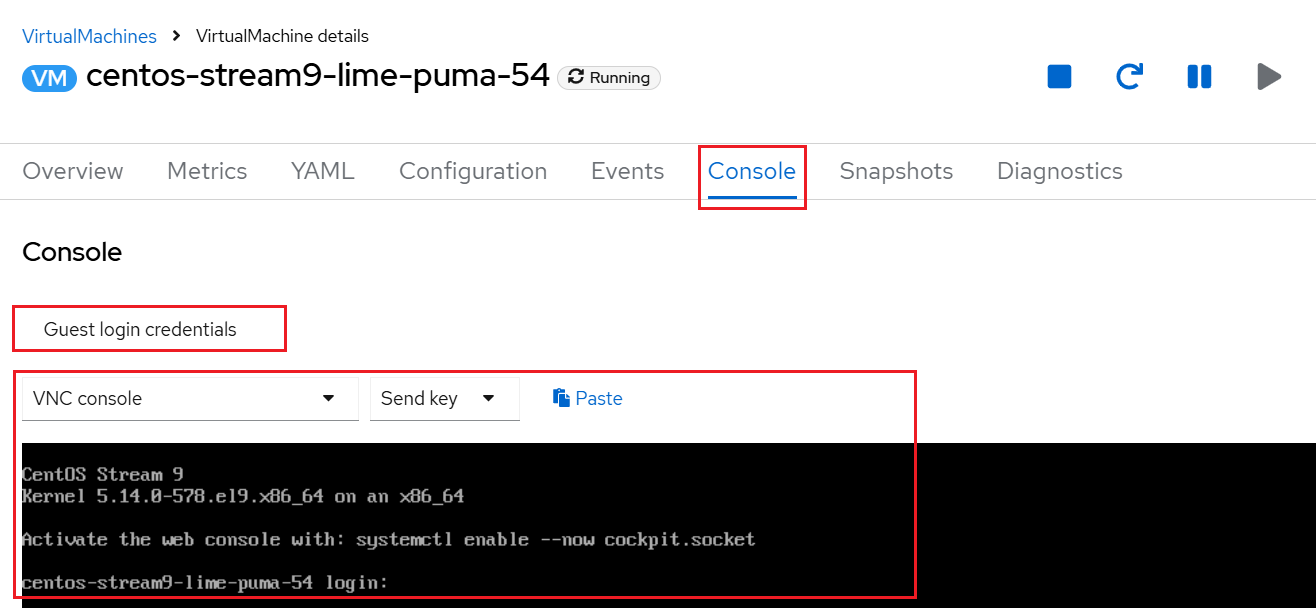 VirtualMachines > VirtualMachine details
VM centos-stream9-lime-puma-54 Running
Overview Metrics YAML Configuration Events Console Snapshots Diagnostics
Console
Guest login credentials
VNC console Send key Paste
CentOS Stream 9
Kernel 5.14.0-578.el9.x86_64 on an x86_64
Activate the web console with: systemctl enable --now cockpit.socket
centos-stream9-lime-puma-54 login: